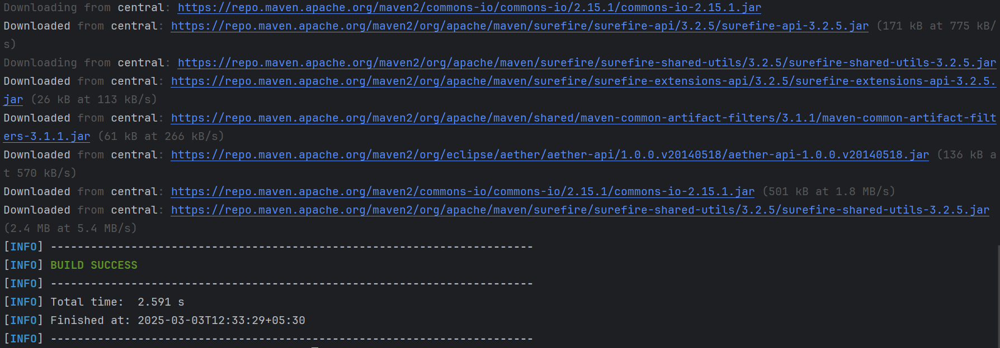 Downloading from central: https://repo.maven.apache.org/maven2/commons-io/commons-io/2.15.1/commons-io-2.15.1.jar
Downloaded from central: https://repo.maven.apache.org/maven2/org/apache/maven/surefire/surefire-api/3.2.5/surefire-api-3.2.5.jar (171 kB at 775 kB/
s)
Downloading from central: https://repo.maven.apache.org/maven2/org/apache/maven/surefire/surefire-shared-utils/3.2.5/surefire-shared-utils-3.2.5.jar
Downloaded from central: https://repo.maven.apache.org/maven2/org/apache/maven/surefire/surefire-extensions-api/3.2.5/surefire-extensions-api-3.2.5.
jar (26 kB at 113 kB/s)
Downloaded from central: https://repo.maven.apache.org/maven2/org/apache/maven/shared/maven-common-artifact-filters/3.1.1/maven-common-artifact-filt
ers-3.1.1.jar (61 kB at 266 kB/s)
Downloaded from central: https://repo.maven.apache.org/maven2/org/eclipse/aether/aether-api/1.0.0.v20140518/aether-api-1.0.0.v20140518.jar (136 kB a
t 570 kB/s)
Downloaded from central: https://repo.maven.apache.org/maven2/commons-io/commons-io/2.15.1/commons-io-2.15.1.jar (501 kB at 1.8 MB/s)
Downloaded from central: https://repo.maven.apache.org/maven2/org/apache/maven/surefire/surefire-shared-utils/3.2.5/surefire-shared-utils-3.2.5.jar
(2.4 MB at 5.4 MB/s)
[INFO] ------------------------------------------------------------------------
[INFO] BUILD SUCCESS
[INFO] ------------------------------------------------------------------------
[INFO] Total time:  2.591 s
[INFO] Finished at: 2025-03-03T12:33:29+05:30
[INFO] ------------------------------------------------------------------------